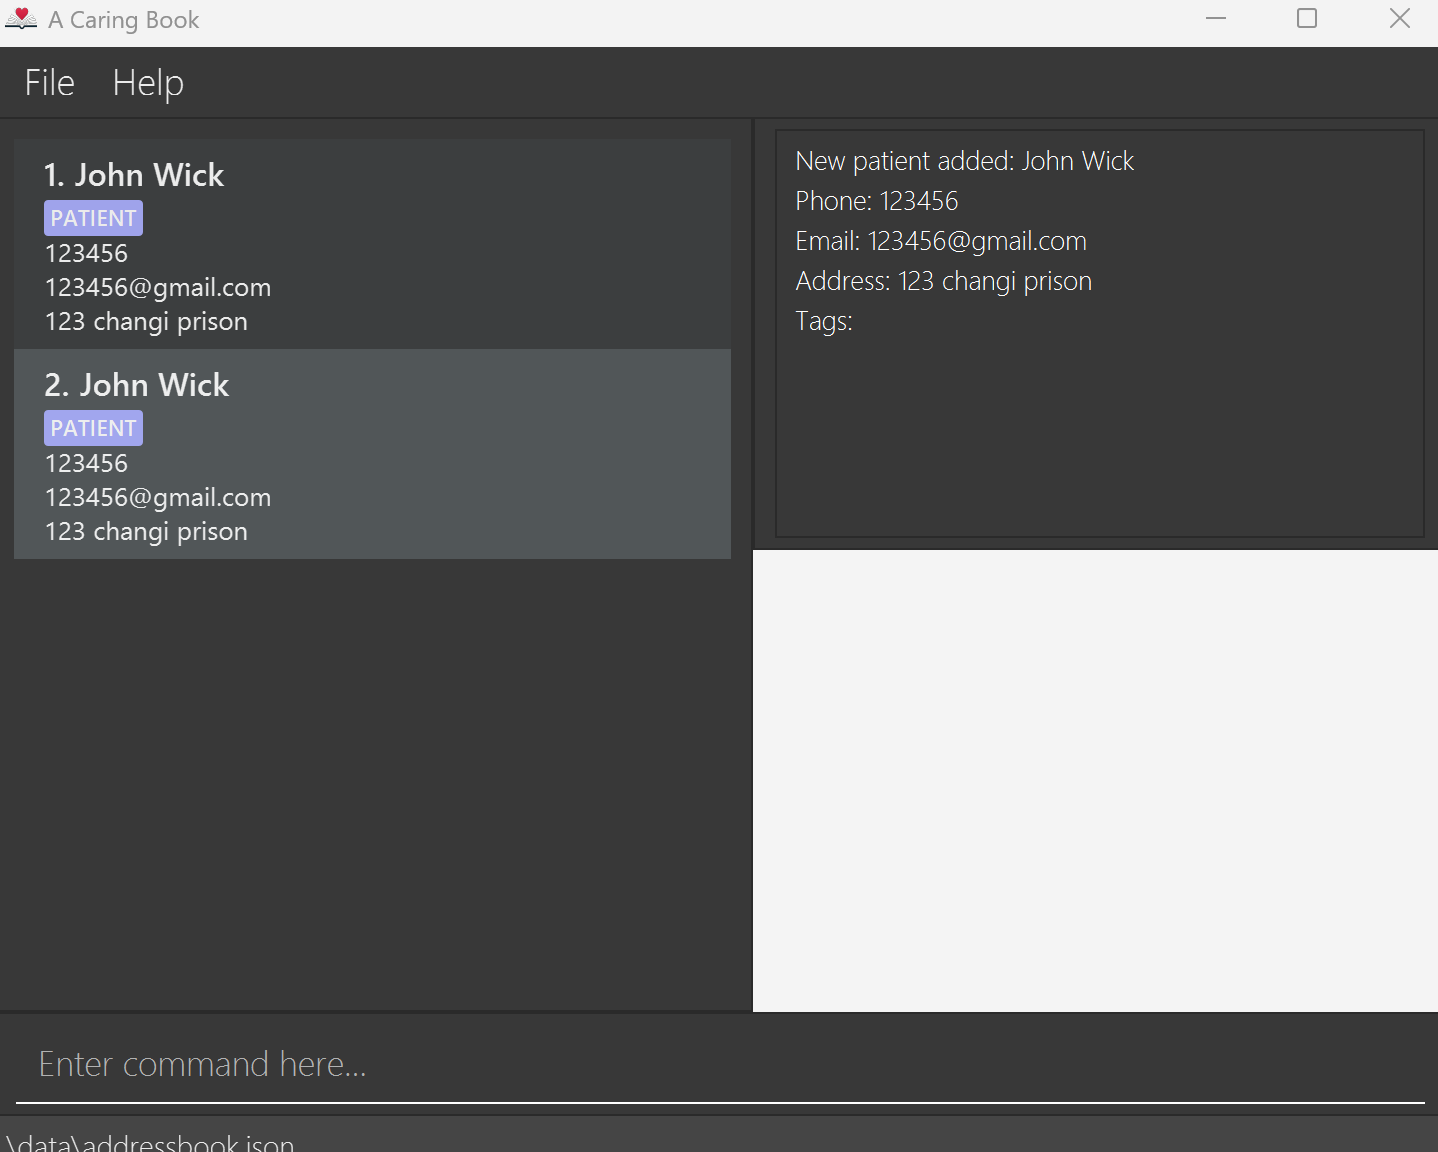 A Caring Book
File Help
1. John Wick
PATIENT
123456
123456@gmail.com
123 changi prison
2. John Wick
PATIENT
123456
123456@gmail.com
123 changi prison
New patient added: John Wick
Phone: 123456
Email: 123456@gmail.com
Address: 123 changi prison
Tags:
Enter command here...
\data\addressbook.json